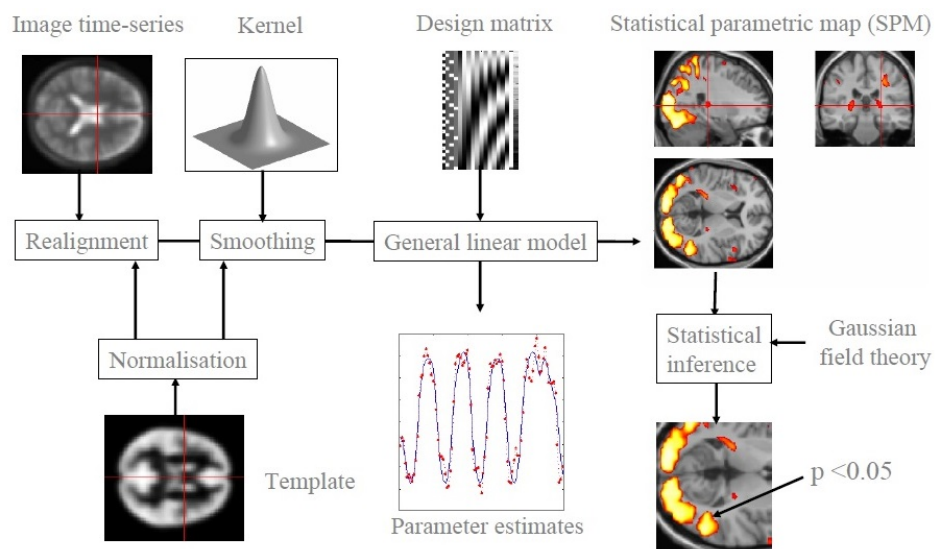 Image time-series
Kernel
Design matrix
Statistical parametric map (SPM)
Realignment
Smoothing
General linear model
Normalisation
Statistical
inference
Gaussian
field theory
Template
Parameter estimates
p <0.05